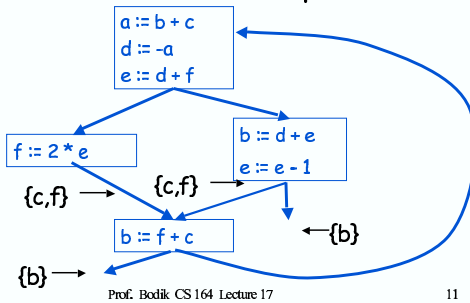 a := b + c
d := -a
e := d + f
f := 2 * e
b := d + e
e := e - 1
{c,f}
{c,f}
{b}
b := f + c
{b}
Prof. Bodik CS 164 Lecture 17
11